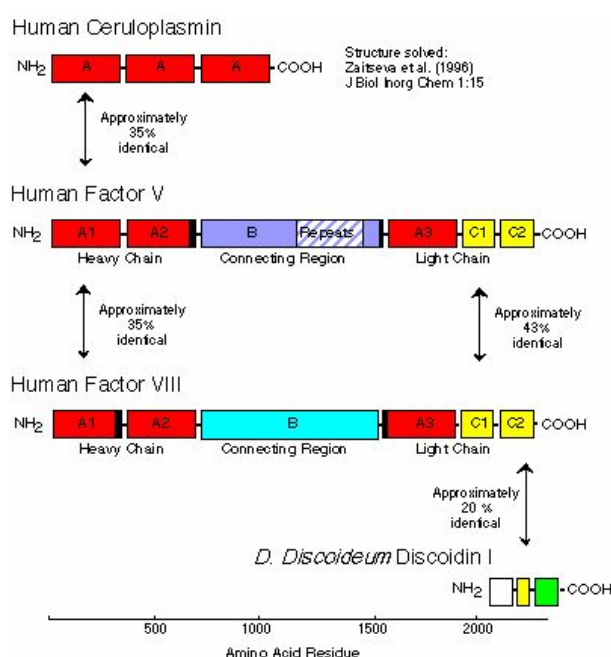 Human Ceruloplasmin
NH2 A A A COOH
Structure solved:
Zaitseva et al. (1996)
J Biol Inorg Chem 1:15
Approximately
35%
identical
Human Factor V
NH2 A1 A2 B Repeats A3 C1 C2 COOH
Heavy Chain Connecting Region Light Chain
Approximately
35%
identical
Approximately
43%
identical
Human Factor VIII
NH2 A1 A2 B A3 C1 C2 COOH
Heavy Chain Connecting Region Light Chain
Approximately
20 %
identical
D. Discoideum Discoidin I
NH2 COOH
500 1000 1500 2000
Amino Acid Residue